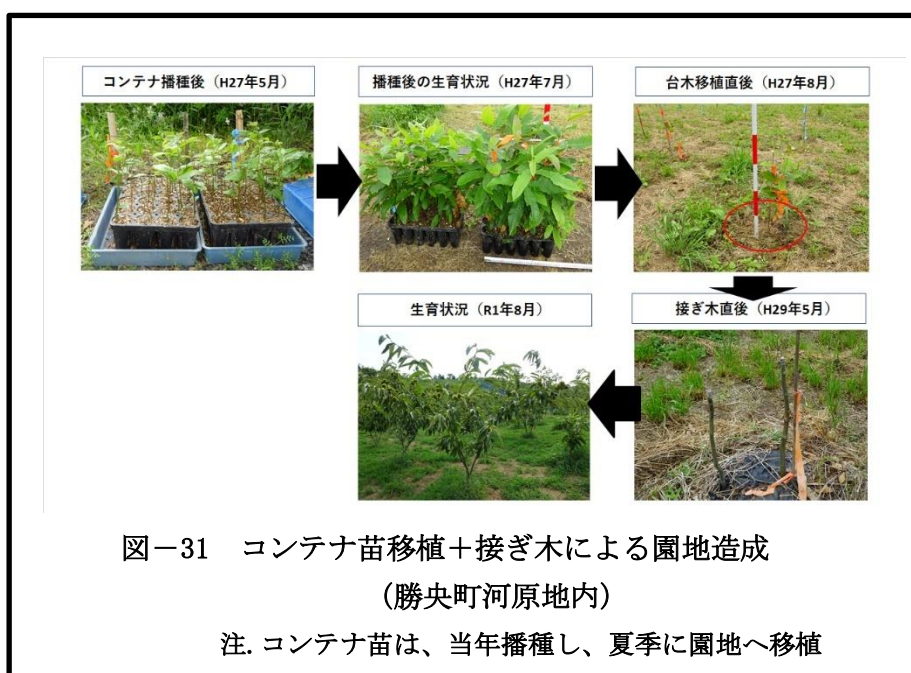 コンテナ播種後（H27年5月）
播種後の生育状況（H27年7月）
台木移植直後（H27年8月）
生育状況（R1年8月）
接ぎ木直後（H29年5月）
図－31　コンテナ苗移植＋接ぎ木による園地造成
（勝央町河原地内）
注. コンテナ苗は、当年播種し、夏季に園地へ移植